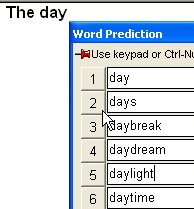 The day
Word Prediction
Use keypad or Ctrl-Nu
1 day
2 days
3 daybreak
4 daydream
5 daylight
6 daytime